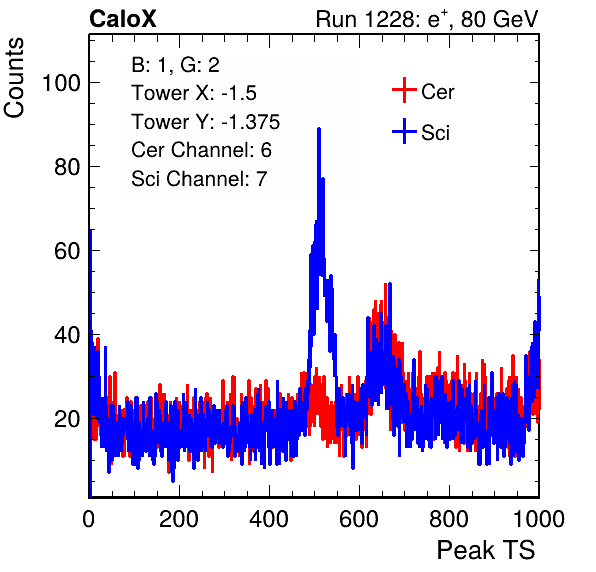 CaloX Run 1228: e+, 80 GeV
Counts
B: 1, G: 2
Tower X: -1.5
Tower Y: -1.375
Cer Channel: 6
Sci Channel: 7
Cer
Sci
100
80
60
40
20
0 200 400 600 800 1000
Peak TS